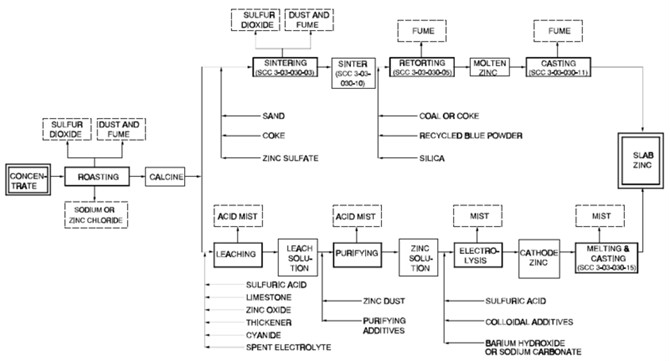 SULFUR
DIOXIDE
DUST AND
FUME
FUME
FUME
SINTERING
(SCC 3-03-030-03)
SINTER
(SCC 3-03-
030-10)
RETORTING
(SCC 3-03-030-05)
MOLTEN
ZINC
CASTING
(SCC 3-03-030-11)
SAND
COKE
ZINC SULFATE
COAL OR COKE
RECYCLED BLUE POWDER
SILICA
SULFUR
DIOXIDE
DUST AND
FUME
CONCEN-
TRATE
ROASTING
CALCINE
SODIUM OR
ZINC CHLORIDE
SLAB
ZINC
ACID MIST
ACID MIST
MIST
MIST
LEACHING
LEACH
SOLU-
TION
PURIFYING
ZINC
SOLU-
TION
ELECTRO-
LYSIS
CATHODE
ZINC
MELTING &
CASTING
(SCC 3-03-030-15)
SULFURIC ACID
LIMESTONE
ZINC OXIDE
THICKENER
CYANIDE
SPENT ELECTROLYTE
ZINC DUST
PURIFYING
ADDITIVES
SULFURIC ACID
COLLOIDAL ADDITIVES
BARIUM HYDROXIDE
OR SODIUM CARBONATE